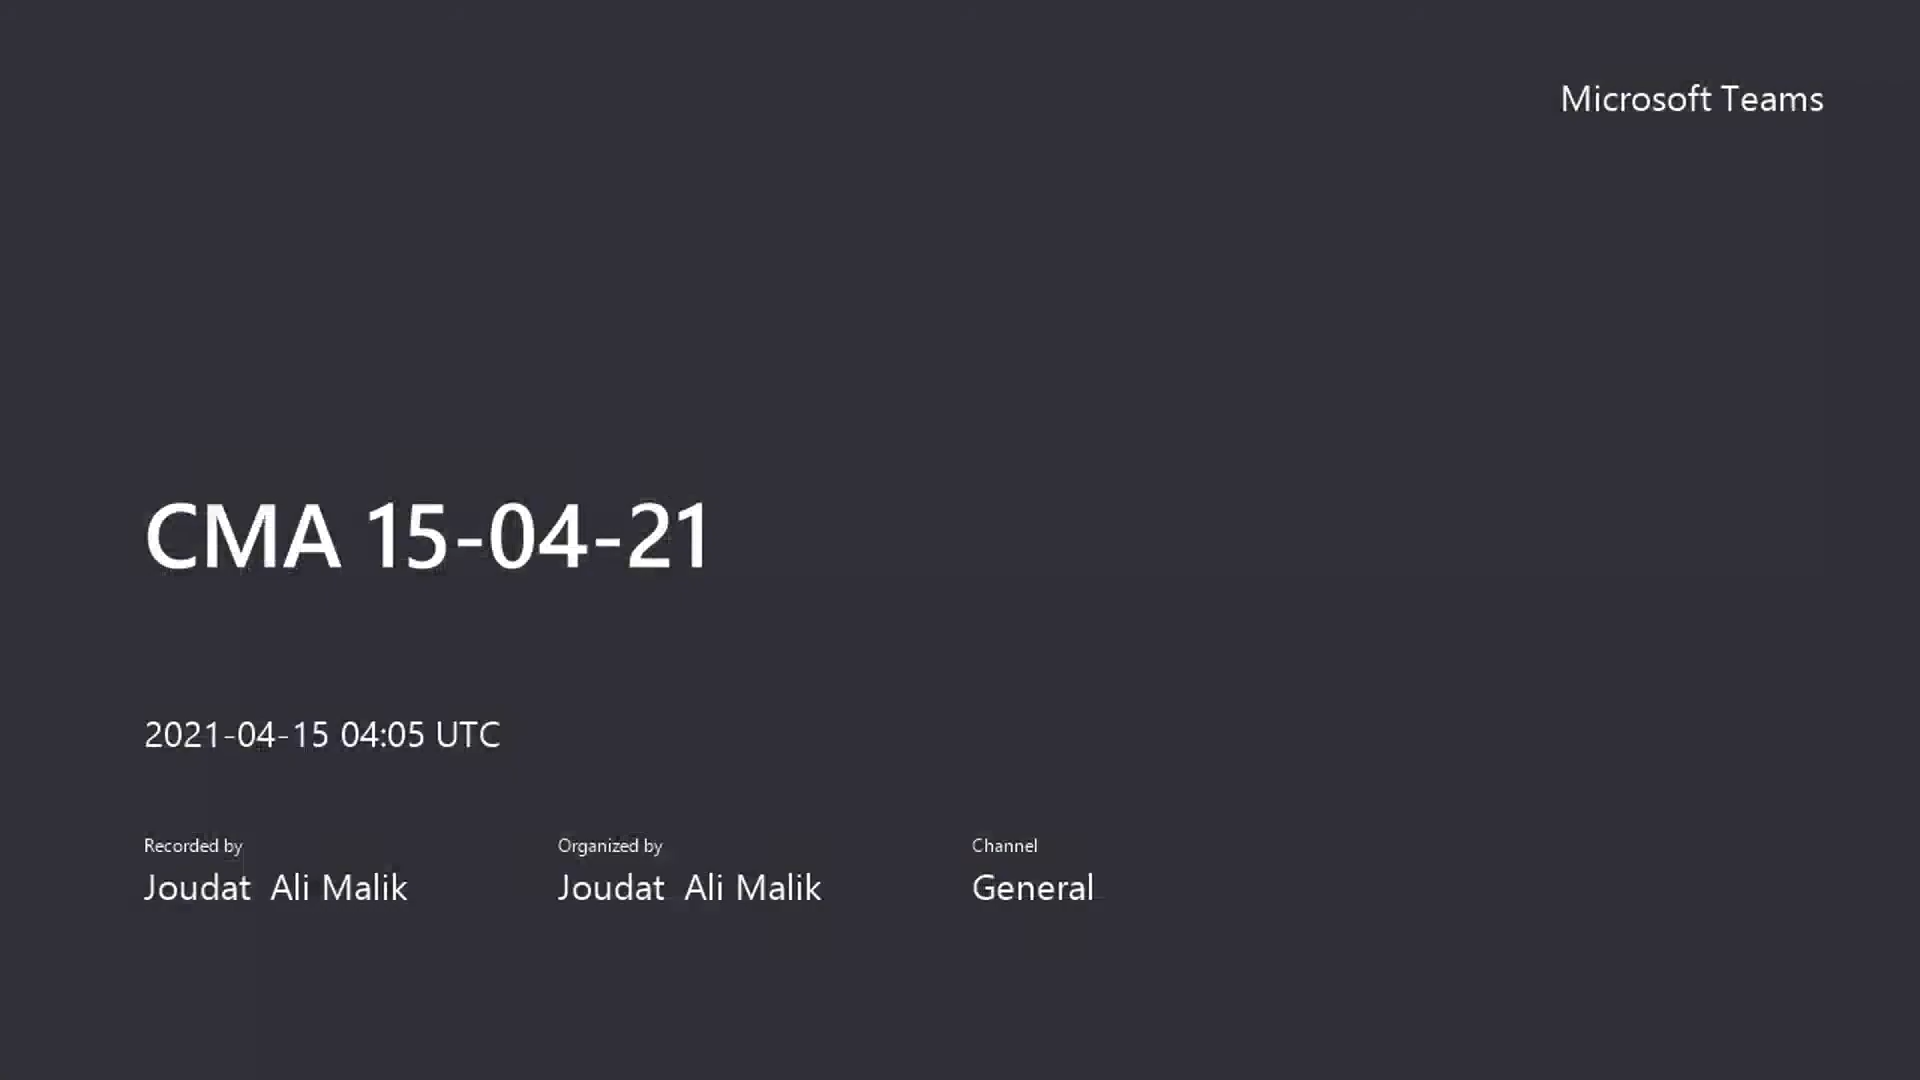 Microsoft Teams
CMA 15-04-21
2021-04-15 04:05 UTC
Recorded by
Joudat  Ali Malik
Organized by
Joudat  Ali Malik
Channel
General